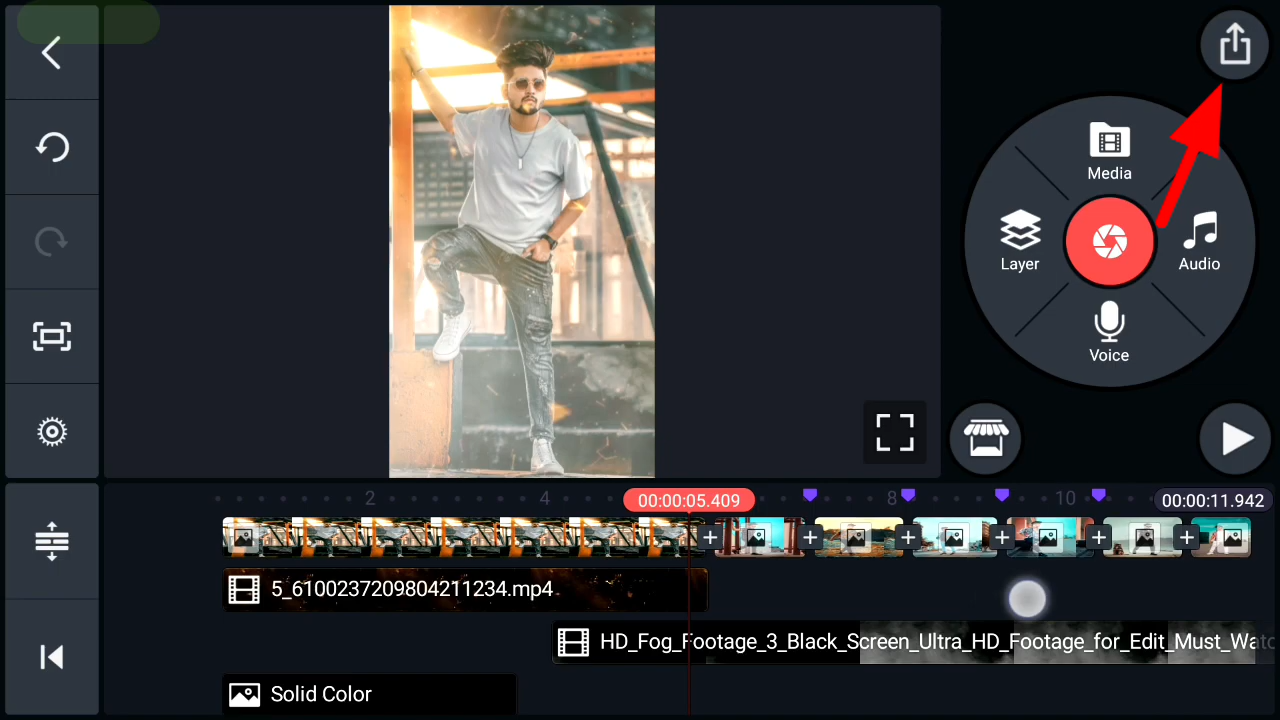 Media
Layer
Audio
Voice
2
4
00:00:05.409
8
10
00:00:11.942
5_6100237209804211234.mp4
HD_Fog_Footage_3_Black_Screen_Ultra_HD_Footage_for_Edit_Must_Watc
Solid Color